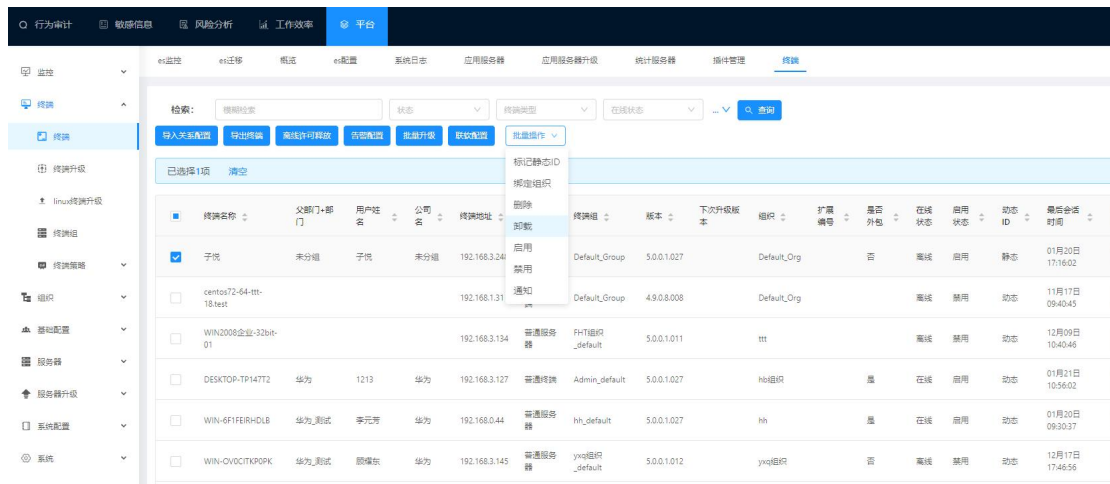 行为审计 敏感信息 风险分析 工作效率 平台
es监控 es迁移 概览 es配置 系统日志 应用服务器 应用服务器升级 统计服务器 插件管理 终端
监控
终端
终端
终端升级
linux终端升级
终端组
终端策略
组织
基础配置
服务器
服务器升级
系统配置
系统
检索: 模糊检索 状态 终端类型 在线状态 ... 查询
导入关系配置 导出终端 离线许可释放 告警配置 批量升级 联软配置 批量操作
标记静态ID
绑定组织
删除
卸载
启用
禁用
通知
已选择1项 清空
终端名称 父部门+部门 用户姓名 公司名 终端地址 终端组 版本 下次升级版本 组织 扩展编号 是否外包 在线状态 启用状态 动态ID 最后会话时间
子悦 未分组 子悦 未分组 192.168.3.24 Default_Group 5.0.0.1.027 Default_Org 否 离线 启用 静态 01月20日 17:16:02
centos72-64-ttt-18.test 192.168.1.31 端 Default_Group 4.9.0.8.008 Default_Org 离线 禁用 动态 11月17日 09:40:45
WIN2008企业-32bit-01 192.168.3.134 普通服务器 FHT组织_default 5.0.0.1.011 ttt 离线 禁用 动态 12月09日 10:40:46
DESKTOP-TP147T2 华为 1213 华为 192.168.3.127 普通终端 Admin_default 5.0.0.1.027 hb组织 是 在线 启用 动态 01月21日 10:56:02
WIN-6F1FEIRHDLB 华为_测试 李元芳 华为 192.168.0.44 普通服务器 hh_default 5.0.0.1.027 hh 是 在线 启用 动态 01月20日 09:30:37
WIN-OV0CITKP0PK 华为_测试 顾耀东 华为 192.168.3.145 普通服务器 yxq组织_default 5.0.0.1.012 yxq组织 否 离线 禁用 动态 12月17日 17:46:56